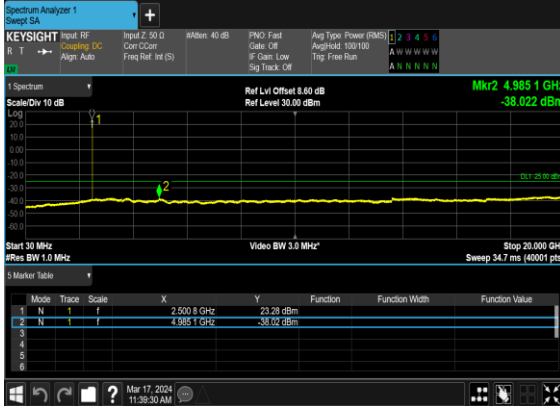 Spectrum Analyzer 1
Swept SA
+
KEYSIGHT Input: RF Input Z: 50 Ω #Atten: 40 dB PNO: Fast Avg Type: Power (RMS) 1 2 3 4 5 6
R T Coupling: DC Corr CCorr Gate: Off Avg|Hold: 100/100 A W W W W W
Align: Auto Freq Ref: Int (S) IF Gain: Low Trig: Free Run
Sig Track: Off A N N N N N
1 Spectrum Ref Lvl Offset 8.60 dB Mkr2 4.985 1 GHz
Scale/Div 10 dB Ref Level 30.00 dBm -38.022 dBm
Log
20.0
10.0
0.00
-10.0
-20.0
-30.0
-40.0
-50.0
-60.0
1
2
DL1 -25.00 dBm
Start 30 MHz Video BW 3.0 MHz* Stop 20.000 GHz
#Res BW 1.0 MHz Sweep 34.7 ms (40001 pts)
5 Marker Table
Mode Trace Scale X Y Function Function Width Function Value
1 N 1 f 2.500 8 GHz 23.28 dBm
2 N 1 f 4.985 1 GHz -38.02 dBm
3
4
5
6
? Mar 17, 2024
11:39:30 AM